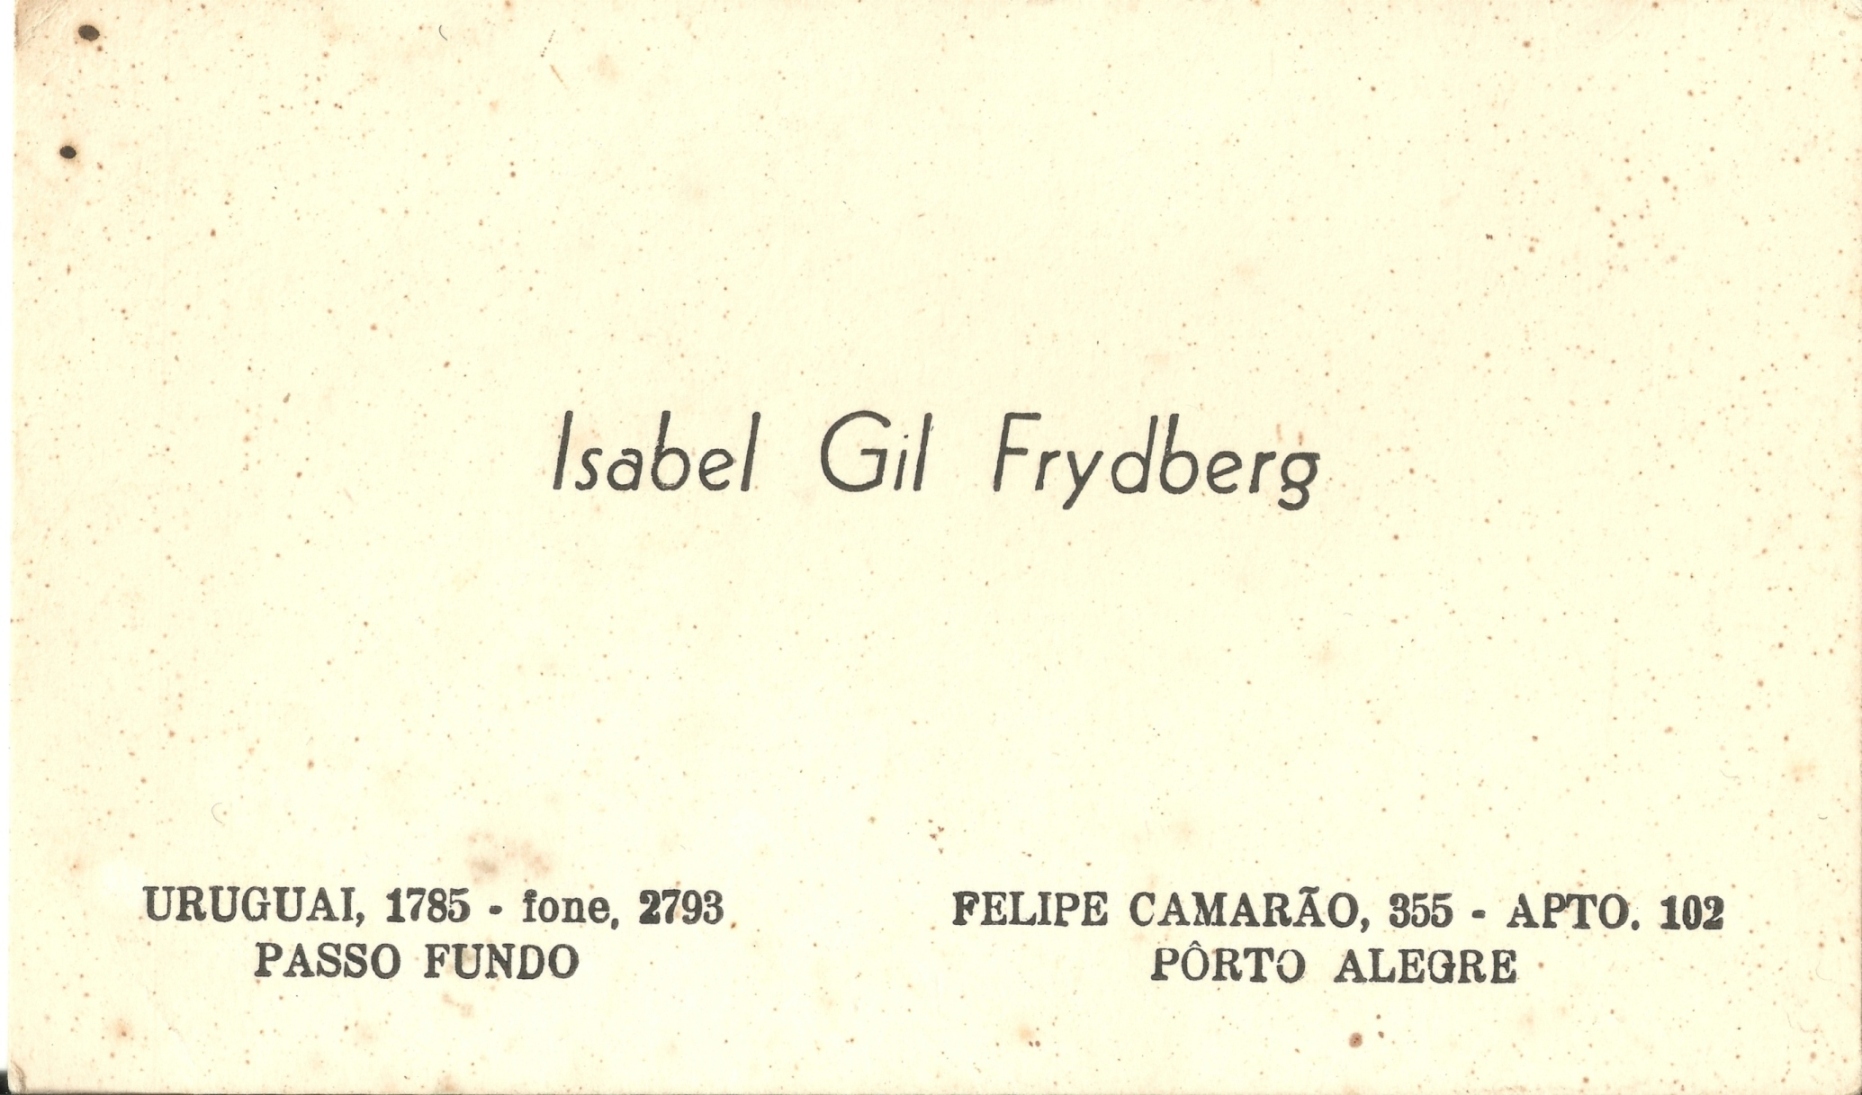 Isabel Gil Frydberg
URUGUAI, 1785 - fone, 2793
PASSO FUNDO
FELIPE CAMARÃO, 355 - APTO. 102
PÔRTO ALEGRE